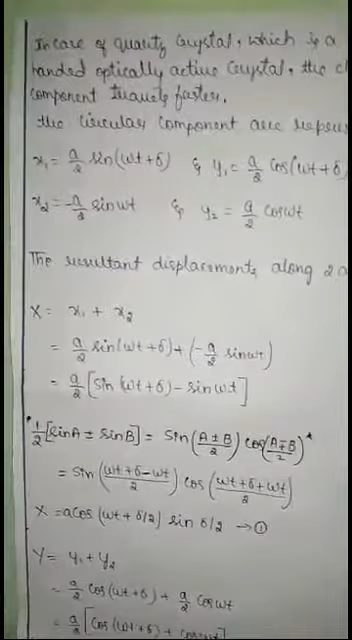 In case of quartz crystal, which is a
handed optically active crystal, the
component travels faster.
the circular component are
x₁ = a/2 sin(ωt+δ) & y₁ = a/2 cos(ωt+δ
x₂ = -a/2 sinωt & y₂ = a/2 cosωt
The resultant displacements along
X = x₁ + x₂
= a/2 sin(ωt+δ) + (-a/2 sinωt)
= a/2 [sin(ωt+δ) - sinωt]
*1/2[sinA ± sinB] = sin(A±B/2) cos(A∓B/2)*
= sin(ωt+δ-ωt/2) cos(ωt+δ+ωt/2)
X = a cos(ωt+δ/2) sin δ/2 → ①
Y = y₁ + y₂
= a/2 cos(ωt+δ) + a/2 cosωt
= a/2 [cos(ωt+δ) + cosωt]